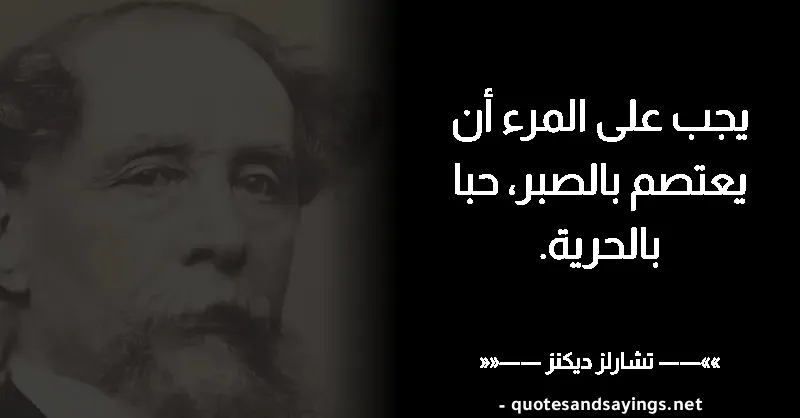 يجب على المرء أن
يعتصم بالصبر، حبا
بالحرية.
»»—— تشارلز ديكنز ——««
- quotesandsayings.net